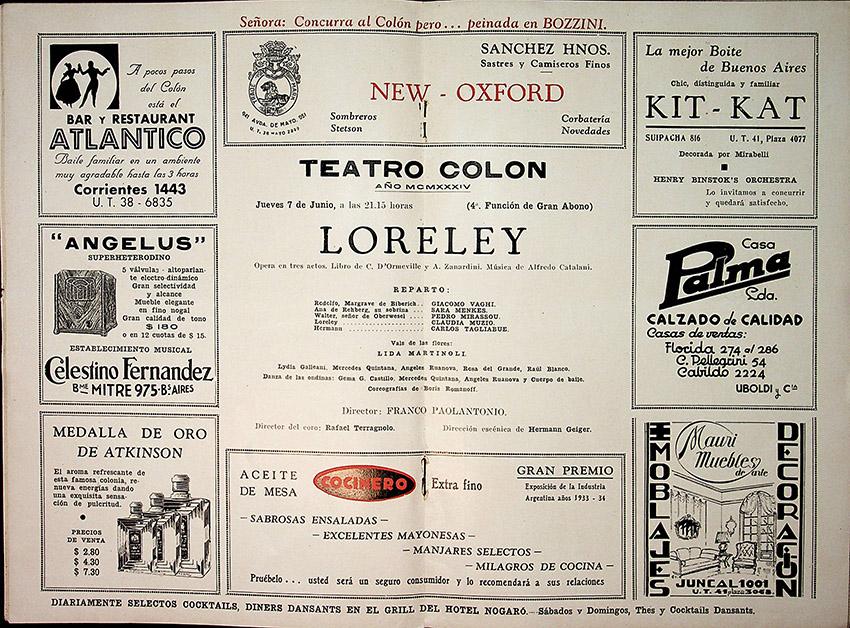 Señora: Concurra al Colón pero... peinada en BOZZINI.
A pocos pasos
del Colón
está el
BAR Y RESTAURANT
ATLANTICO
Baile familiar en un ambiente
muy agradable hasta las 3 horas
Corrientes 1443
U. T. 38 - 6835
"ANGELUS"
SUPERHETERODINO
5 válvulas - altoparlan-
te electro-dinámico
Gran selectividad
y alcance
Mueble elegante
en fino nogal
Gran calidad de tono
$ 180
o en 12 cuotas de $ 15.
ESTABLECIMIENTO MUSICAL
Celestino Fernandez
Bmé MITRE 975-Bs AIRES
MEDALLA DE ORO
DE ATKINSON
El aroma refrescante de
esta famosa colonia, re-
nueva energías dando
una exquisita sensa-
ción de pulcritud.
PRECIOS
DE VENTA
$ 2.80
$ 4.30
$ 7.30
SANCHEZ HNOS.
Sastres y Camiseros Finos
NEW - OXFORD
Sombreros
Stetson
Corbatería
Novedades
AVDA. DE MAYO
TEATRO COLON
AÑO MCMXXXIV
Jueves 7 de Junio, a las 21.15 horas (4ª. Función de Gran Abono)
LORELEY
Opera en tres actos. Libro de C. D'Ormeville y A. Zanardini. Música de Alfredo Catalani.
REPARTO:
Rodolfo, Margrave de Biberich.. GIACOMO VAGHI.
Ana de Rehberg, su sobrina... SARA MENKES.
Walter, señor de Oberwesel.. PEDRO MIRASSOU.
Loreley ................ CLAUDIA MUZIO.
Hermann ................ CARLOS TAGLIABUE.
Vals de las flores:
LIDA MARTINOLI.
Lydia Galleani, Mercedes Quintana, Angeles Ruanova, Rosa del Grande, Raúl Blanco.
Danza de las ondinas: Gema G. Castillo, Mercedes Quintana, Angeles Ruanova y Cuerpo de baile.
Coreografías de Boris Romanoff.
Director: FRANCO PAOLANTONIO.
Director del coro: Rafael Terragnolo. Dirección escénica de Hermann Geiger.
ACEITE
DE MESA
COCINERO
Extra fino
GRAN PREMIO
Exposición de la Industria
Argentina años 1933 - 34
- SABROSAS ENSALADAS -
- EXCELENTES MAYONESAS -
- MANJARES SELECTOS -
- MILAGROS DE COCINA -
Pruébelo... usted será un seguro consumidor y lo recomendará a sus relaciones
La mejor Boite
de Buenos Aires
Chic, distinguida y familiar
KIT - KAT
SUIPACHA 816 U. T. 41, Plaza 4077
Decorada por Mirabelli
HENRY BINSTOK'S ORCHESTRA
Lo invitamos a concurrir
y quedará satisfecho.
Casa
Palma
Lda.
CALZADO de CALIDAD
Casas de ventas:
Florida 274 al 286
C. Pellegrini 54
Cabildo 2224
UBOLDI y Cía
Mauri
Muebles
de arte
IMOBLAJES
DECORACION
JUNCAL 1001
U. T. 41 plaza 3068.
DIARIAMENTE SELECTOS COCKTAILS, DINERS DANSANTS EN EL GRILL DEL HOTEL NOGARÓ.- Sábados y Domingos, Thes y Cocktails Dansants.